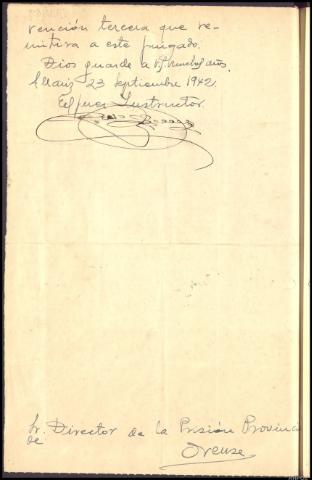 vención tercera que re-
mitirá a este juzgado.
Dios guarde a Vd. muchos años.
Allariz 23 septiembre 1942.
El Juez Instructor.
Sr. Director de la Prisión Provincial
de
Orense